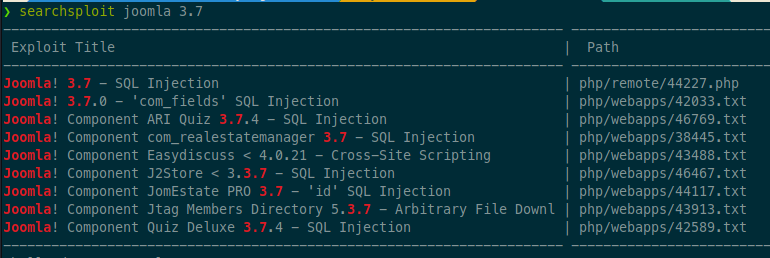 ❯ searchsploit joomla 3.7
Exploit Title | Path
Joomla! 3.7 - SQL Injection | php/remote/44227.php
Joomla! 3.7.0 - 'com_fields' SQL Injection | php/webapps/42033.txt
Joomla! Component ARI Quiz 3.7.4 - SQL Injection | php/webapps/46769.txt
Joomla! Component com_realestatemanager 3.7 - SQL Injection | php/webapps/38445.txt
Joomla! Component Easydiscuss < 4.0.21 - Cross-Site Scripting | php/webapps/43488.txt
Joomla! Component J2Store < 3.3.7 - SQL Injection | php/webapps/46467.txt
Joomla! Component JomEstate PRO 3.7 - 'id' SQL Injection | php/webapps/44117.txt
Joomla! Component Jtag Members Directory 5.3.7 - Arbitrary File Downl | php/webapps/43913.txt
Joomla! Component Quiz Deluxe 3.7.4 - SQL Injection | php/webapps/42589.txt